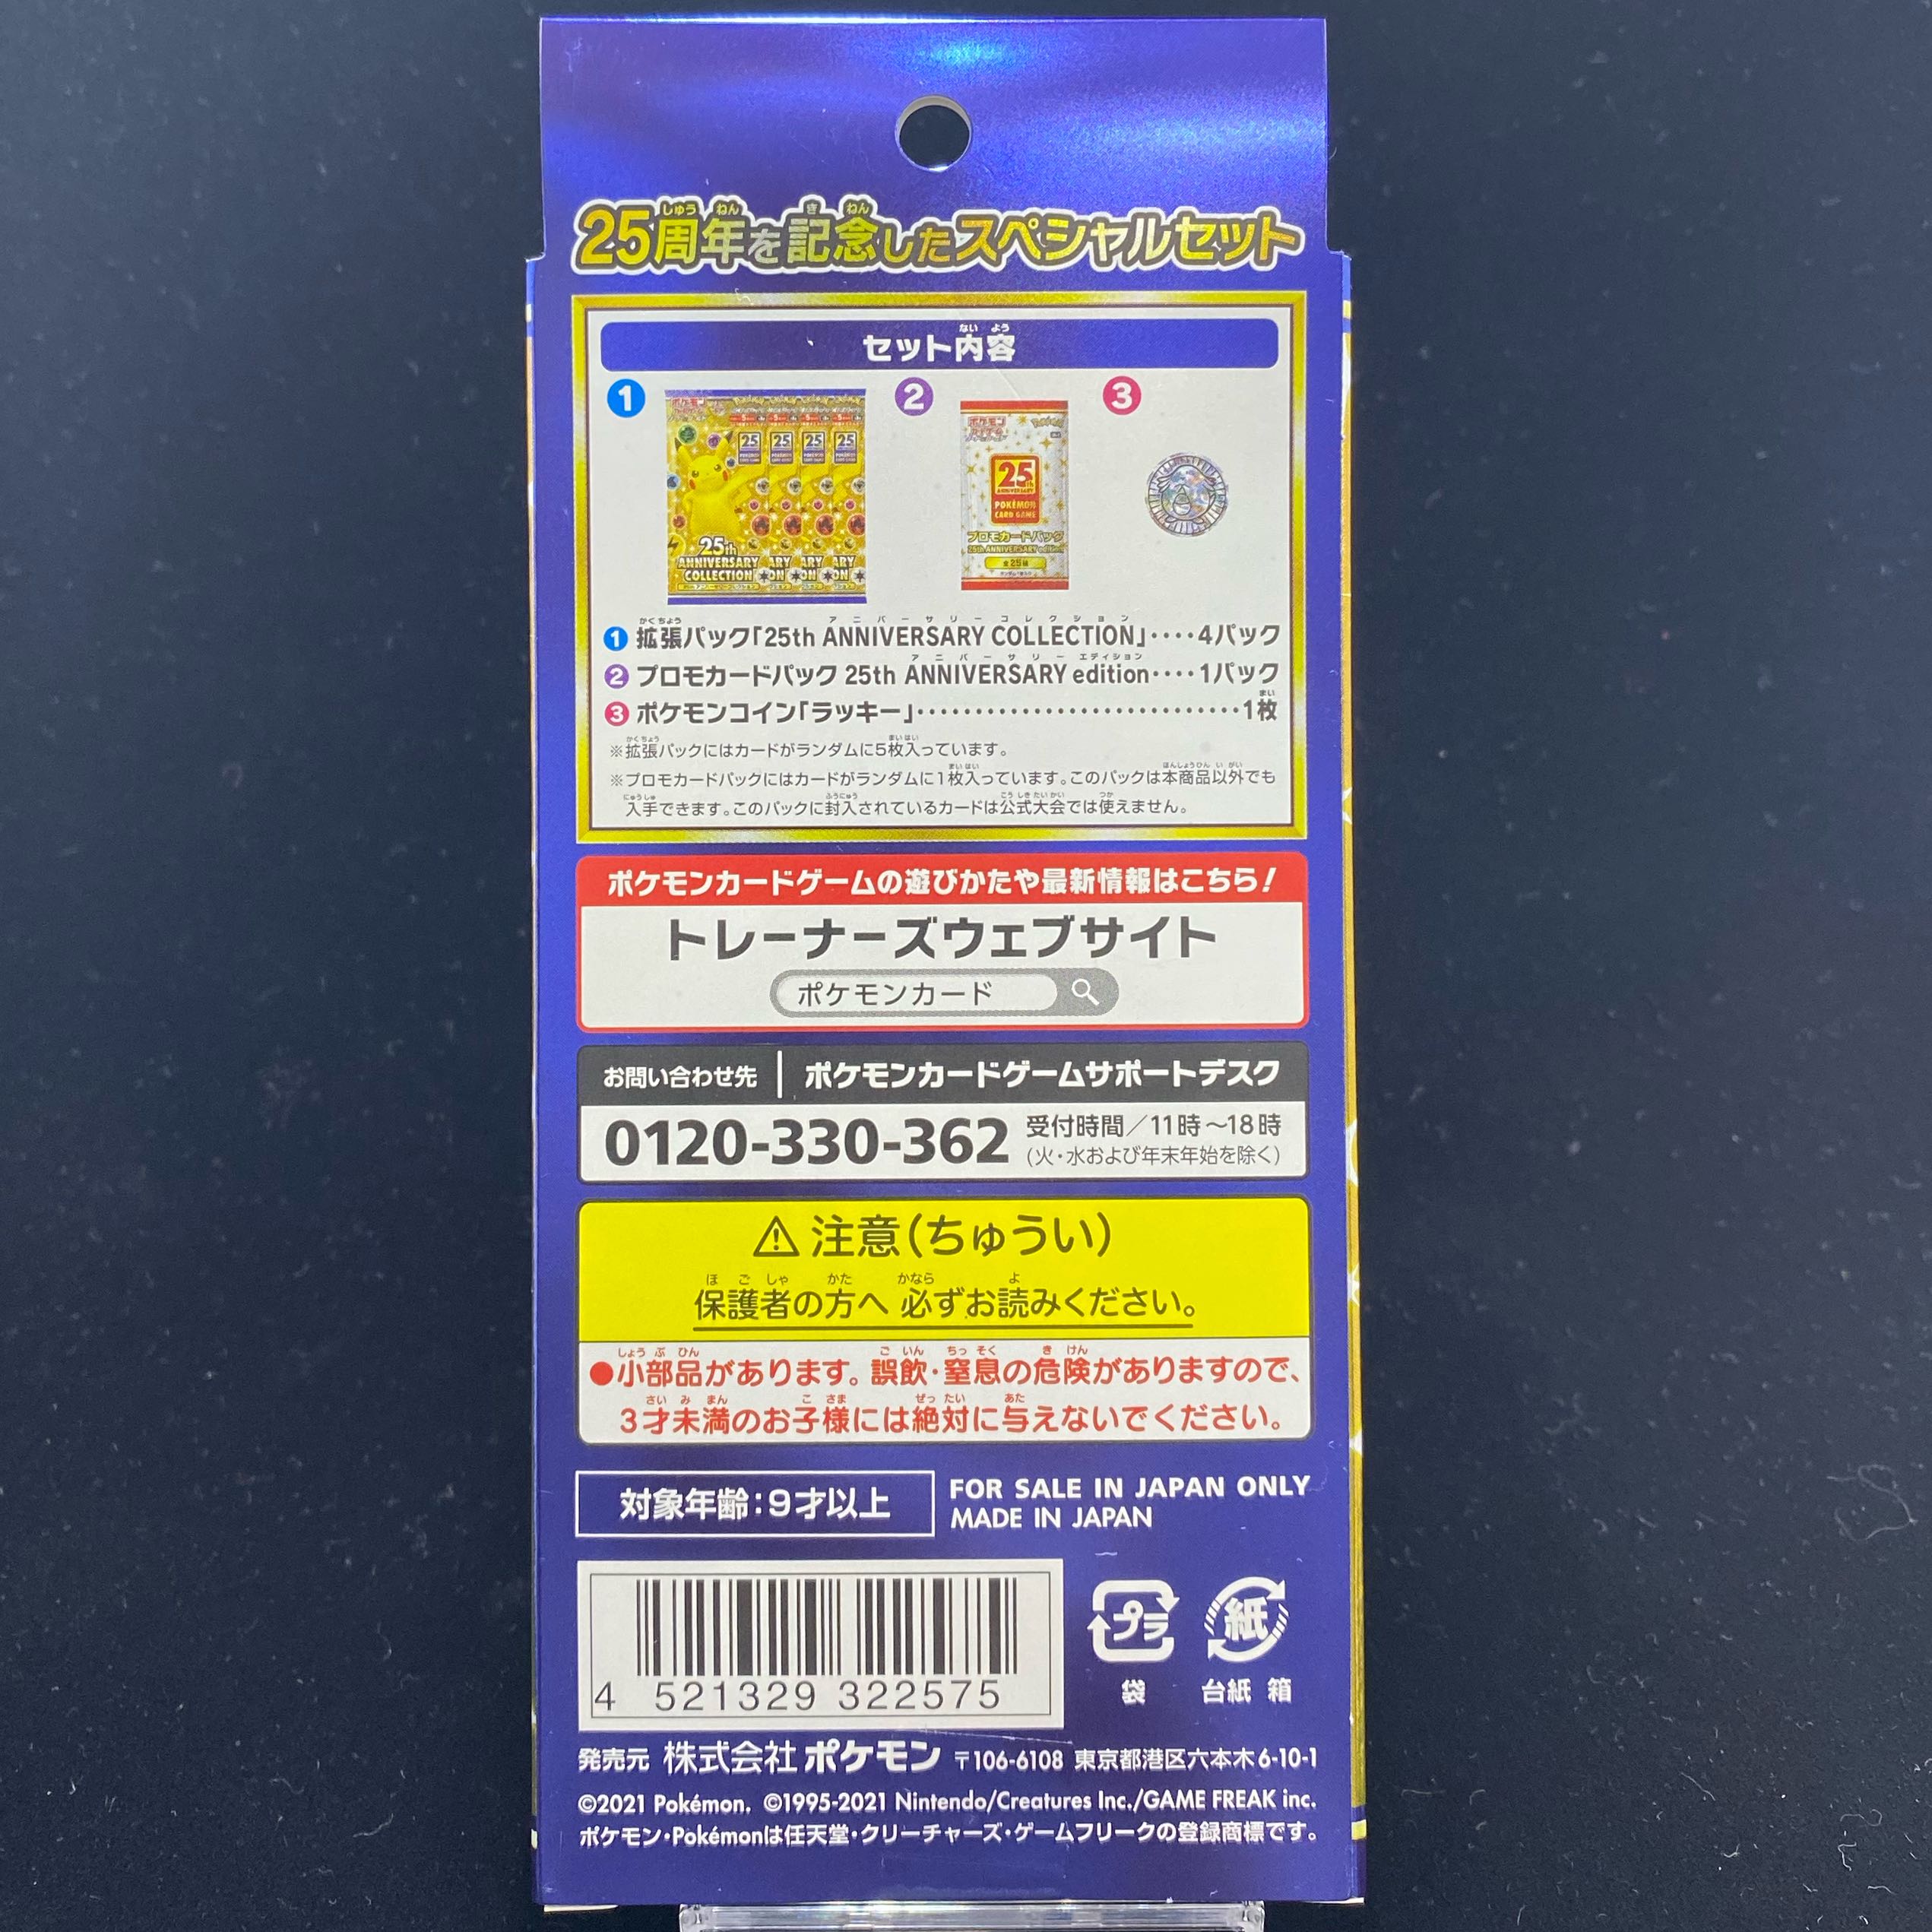 25周年を記念したスペシャルセット
セット内容
1
2
3
25th
ANNIVERSARY
COLLECTION
25
POKÉMON
CARD GAME
プロモカードパック
25th ANNIVERSARY edition
全25種
1 拡張パック「25th ANNIVERSARY COLLECTION」‥‥4パック
2 プロモカードパック 25th ANNIVERSARY edition‥‥1パック
3 ポケモンコイン「ラッキー」‥‥‥‥‥‥‥‥‥‥‥‥‥‥1枚
※拡張パックにはカードがランダムに5枚入っています。
※プロモカードパックにはカードがランダムに1枚入っています。このパックは本商品以外でも
入手できます。このパックに封入されているカードは公式大会では使えません。
ポケモンカードゲームの遊びかたや最新情報はこちら!
トレーナーズウェブサイト
ポケモンカード
お問い合わせ先 ポケモンカードゲームサポートデスク
0120-330-362 受付時間/11時〜18時
(火・水および年末年始を除く)
⚠注意(ちゅうい)
保護者の方へ 必ずお読みください。
●小部品があります。誤飲・窒息の危険がありますので、
3才未満のお子様には絶対に与えないでください。
対象年齢:9才以上
FOR SALE IN JAPAN ONLY
MADE IN JAPAN
4 521329 322575
プラ
紙
袋
台紙 箱
発売元 株式会社ポケモン 〒106-6108 東京都港区六本木6-10-1
©2021 Pokémon. ©1995-2021 Nintendo/Creatures Inc./GAME FREAK inc.
ポケモン・Pokémonは任天堂・クリーチャーズ・ゲームフリークの登録商標です。